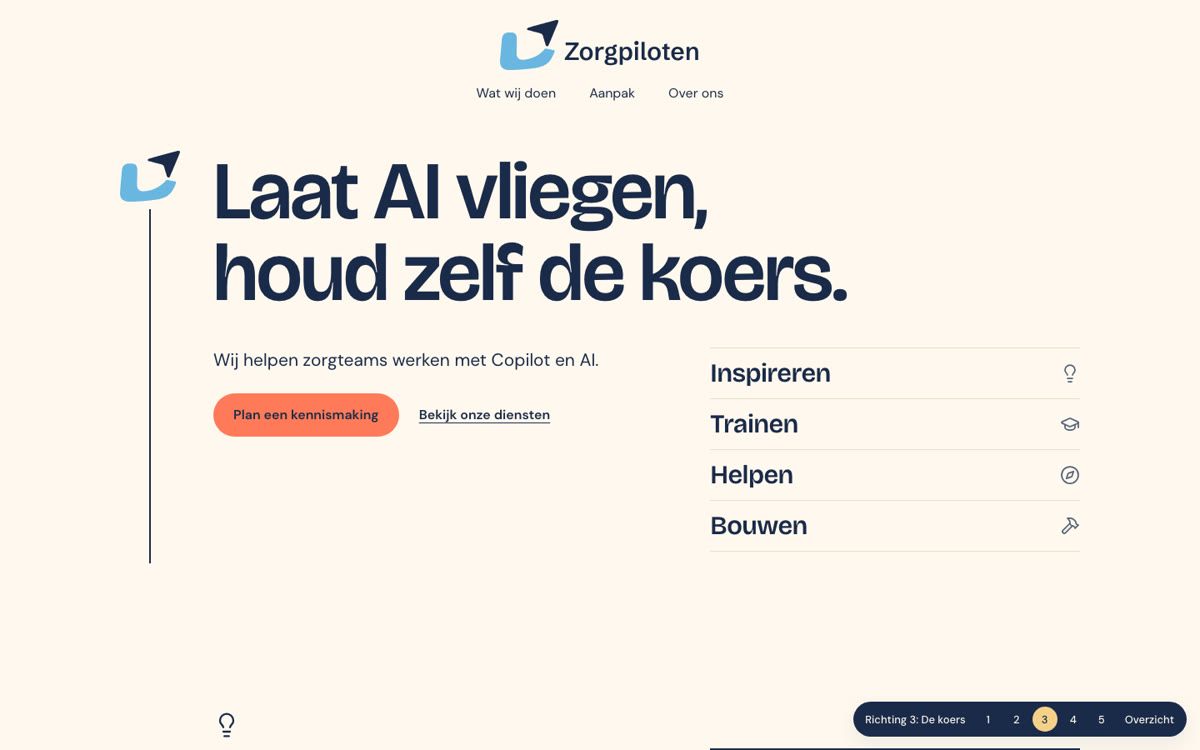 Zorgpiloten
Wat wij doen Aanpak Over ons
Laat AI vliegen,
houd zelf de koers.
Wij helpen zorgteams werken met Copilot en AI.
Plan een kennismaking Bekijk onze diensten
Inspireren
Trainen
Helpen
Bouwen
Richting 3: De koers 1 2 3 4 5 Overzicht